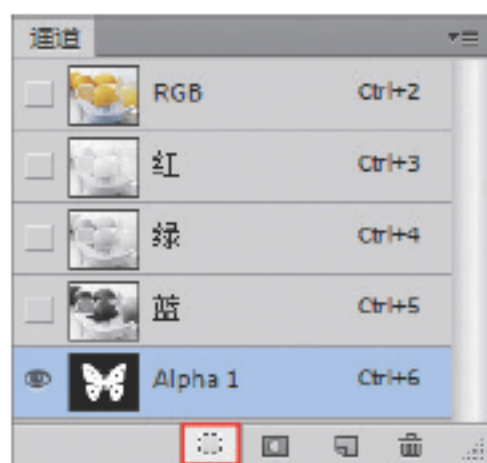 通道
RGB Ctrl+2
红 Ctrl+3
绿 Ctrl+4
蓝 Ctrl+5
Alpha 1 Ctrl+6